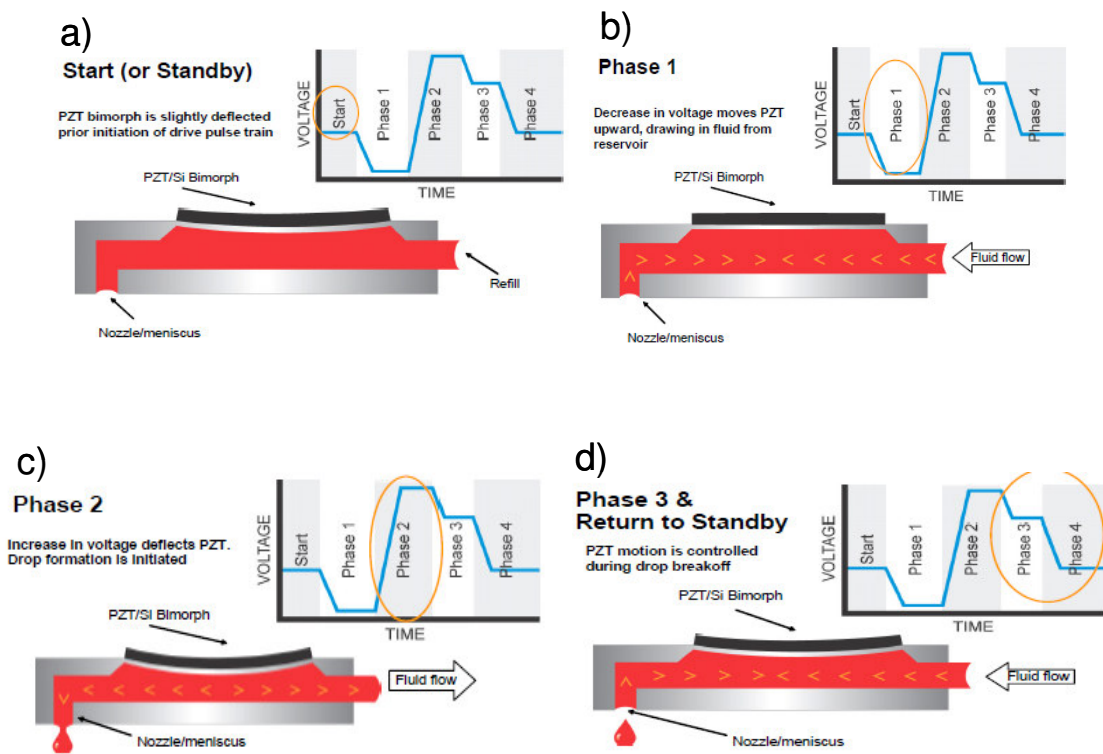 a)
Start (or Standby)
PZT bimorph is slightly deflected
prior initiation of drive pulse train
VOLTAGE
Start
Phase 1
Phase 2
Phase 3
Phase 4
TIME
PZT/Si Bimorph
Refill
Nozzle/meniscus
b)
Phase 1
Decrease in voltage moves PZT
upward, drawing in fluid from
reservoir
VOLTAGE
Start
Phase 1
Phase 2
Phase 3
Phase 4
TIME
PZT/Si Bimorph
Fluid flow
Nozzle/meniscus
c)
Phase 2
Increase in voltage deflects PZT.
Drop formation is initiated
VOLTAGE
Start
Phase 1
Phase 2
Phase 3
Phase 4
TIME
PZT/Si Bimorph
Fluid flow
Nozzle/meniscus
d)
Phase 3 &
Return to Standby
PZT motion is controlled
during drop breakoff
VOLTAGE
Start
Phase 1
Phase 2
Phase 3
Phase 4
TIME
PZT/Si Bimorph
Fluid flow
Nozzle/meniscus